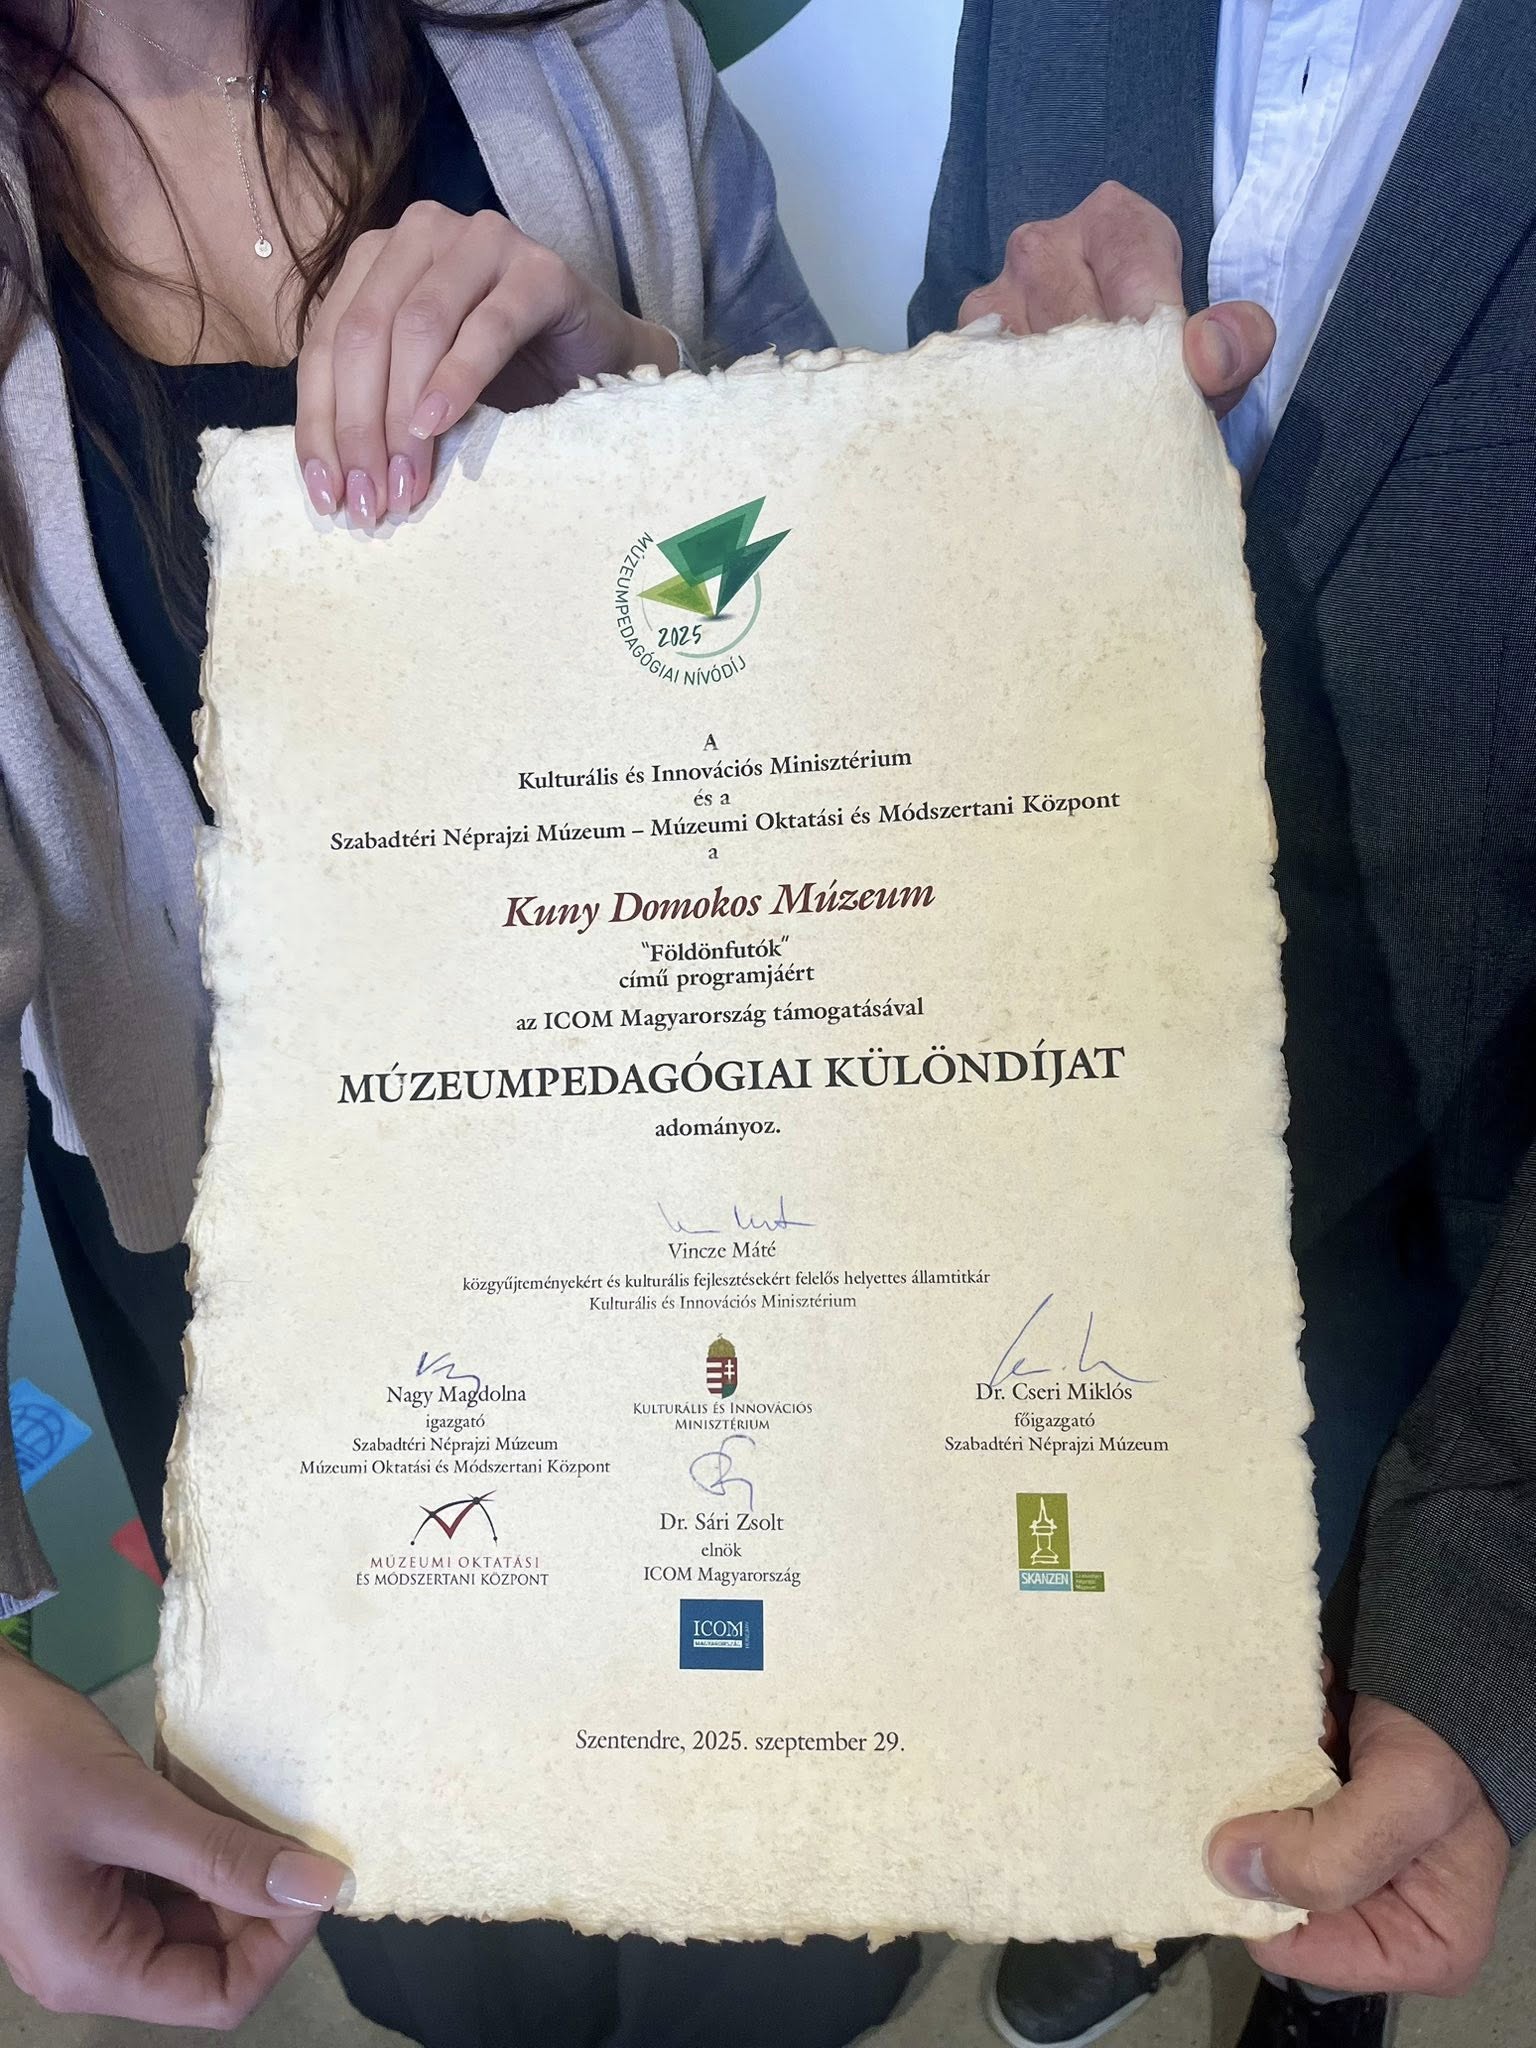 MÚZEUMPEDAGÓGIAI NÍVÓDÍJ
2025
A
Kulturális és Innovációs Minisztérium
és a
Szabadtéri Néprajzi Múzeum – Múzeumi Oktatási és Módszertani Központ
a
Kuny Domokos Múzeum
"Földönfutók"
című programjáért
az ICOM Magyarország támogatásával
MÚZEUMPEDAGÓGIAI KÜLÖNDÍJAT
adományoz.
Vincze Máté
közgyűjteményekért és kulturális fejlesztésekért felelős helyettes államtitkár
Kulturális és Innovációs Minisztérium
Nagy Magdolna
igazgató
Szabadtéri Néprajzi Múzeum
Múzeumi Oktatási és Módszertani Központ
MÚZEUMI OKTATÁSI
ÉS MÓDSZERTANI KÖZPONT
KULTURÁLIS ÉS INNOVÁCIÓS
MINISZTÉRIUM
Dr. Sári Zsolt
elnök
ICOM Magyarország
ICOM
Dr. Cseri Miklós
főigazgató
Szabadtéri Néprajzi Múzeum
SKANZEN
Szentendre, 2025. szeptember 29.